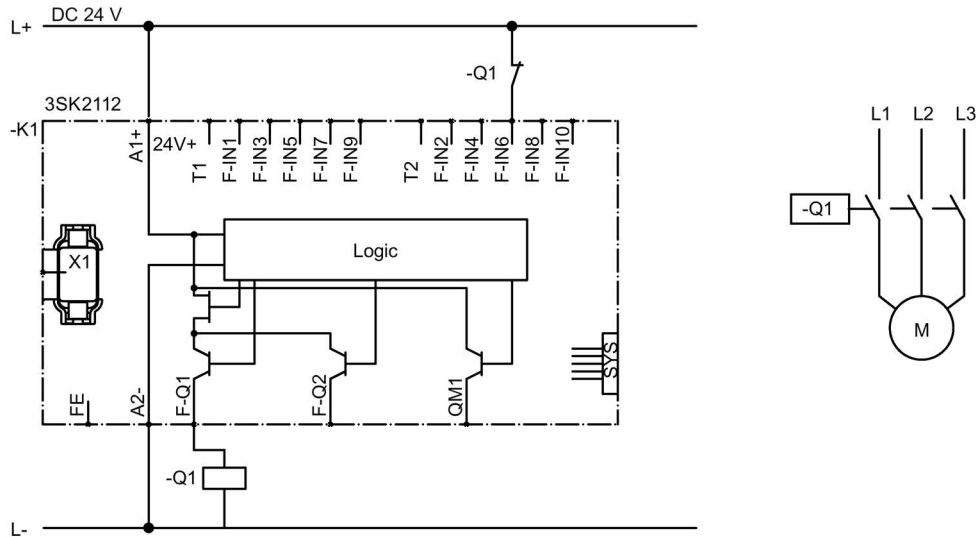 DC 24 V
L+
-Q1
3SK2112
-K1
A1+
24V+
T1
F-IN1
F-IN3
F-IN5
F-IN7
F-IN9
T2
F-IN2
F-IN4
F-IN6
F-IN8
F-IN10
L1
L2
L3
-Q1
Logic
X1
M
SYS
FE
A2-
F-Q1
F-Q2
QM1
-Q1
L-